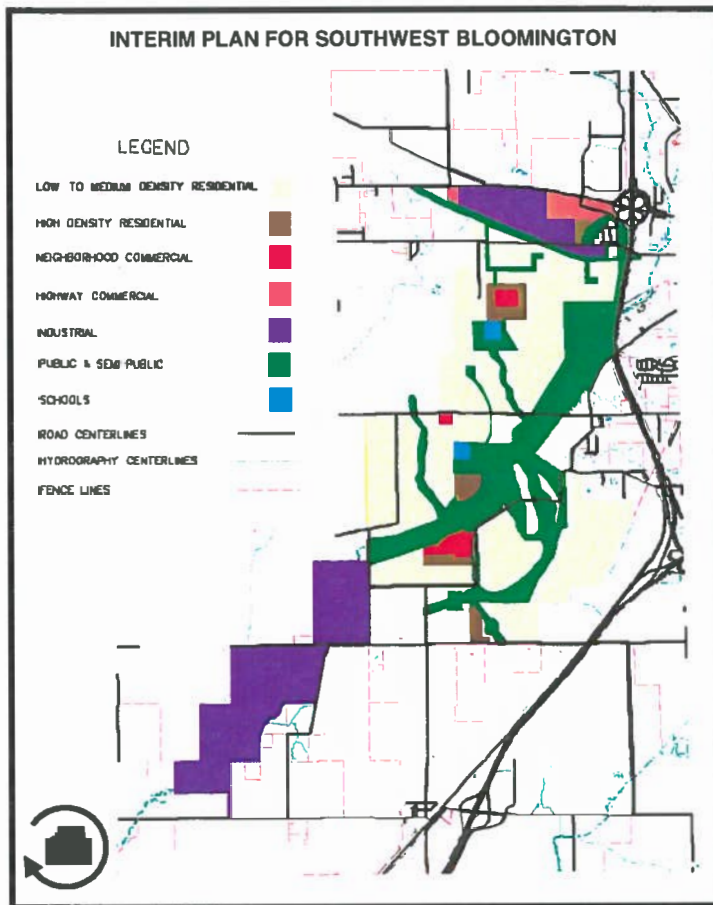 INTERIM PLAN FOR SOUTHWEST BLOOMINGTON
LEGEND
LOW TO MEDIUM DENSITY RESIDENTIAL
HIGH DENSITY RESIDENTIAL
NEIGHBORHOOD COMMERCIAL
HIGHWAY COMMERCIAL
INDUSTRIAL
PUBLIC & SEMI PUBLIC
SCHOOLS
ROAD CENTERLINES
HYDROGRAPHY CENTERLINES
FENCE LINES